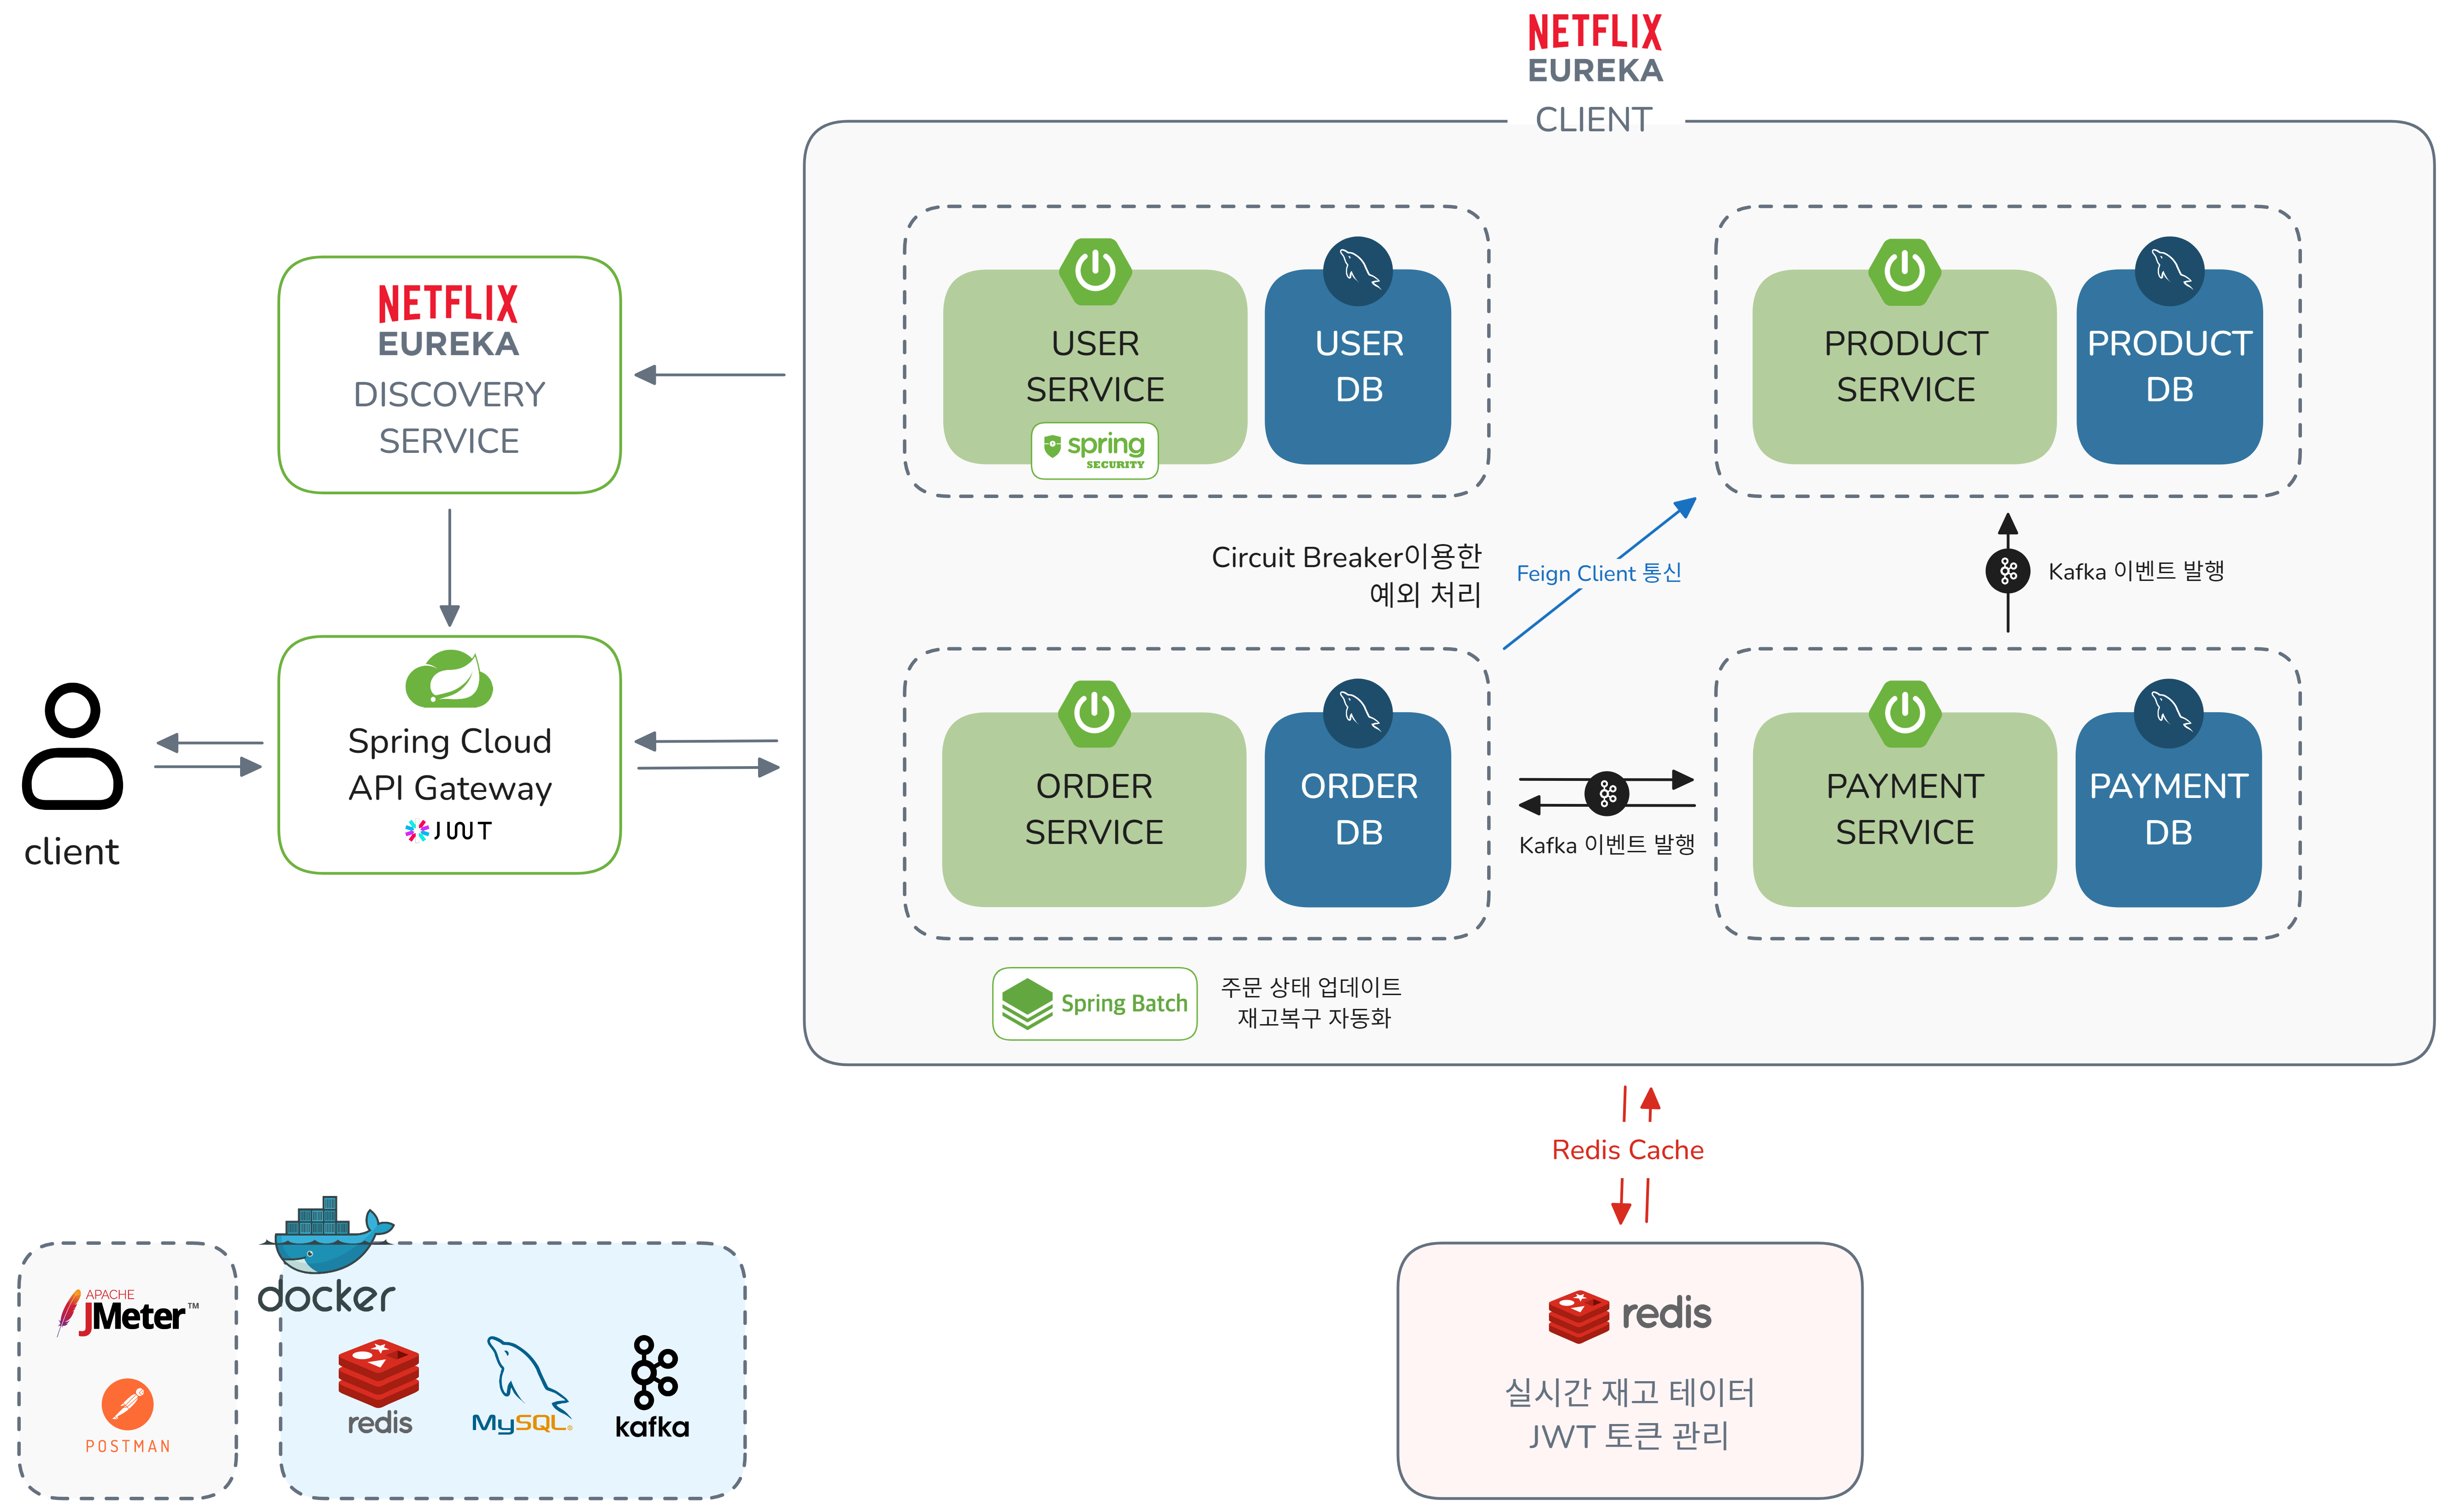 NETFLIX
EUREKA
CLIENT
NETFLIX
EUREKA
DISCOVERY
SERVICE
USER
SERVICE
spring
SECURITY
USER
DB
PRODUCT
SERVICE
PRODUCT
DB
Circuit Breaker이용한
예외 처리
Feign Client 통신
Kafka 이벤트 발행
client
Spring Cloud
API Gateway
JWT
ORDER
SERVICE
ORDER
DB
Kafka 이벤트 발행
PAYMENT
SERVICE
PAYMENT
DB
Spring Batch
주문 상태 업데이트
재고복구 자동화
Redis Cache
redis
실시간 재고 테이터
JWT 토큰 관리
APACHE
JMeter™
POSTMAN
docker
redis
MySQL®
kafka